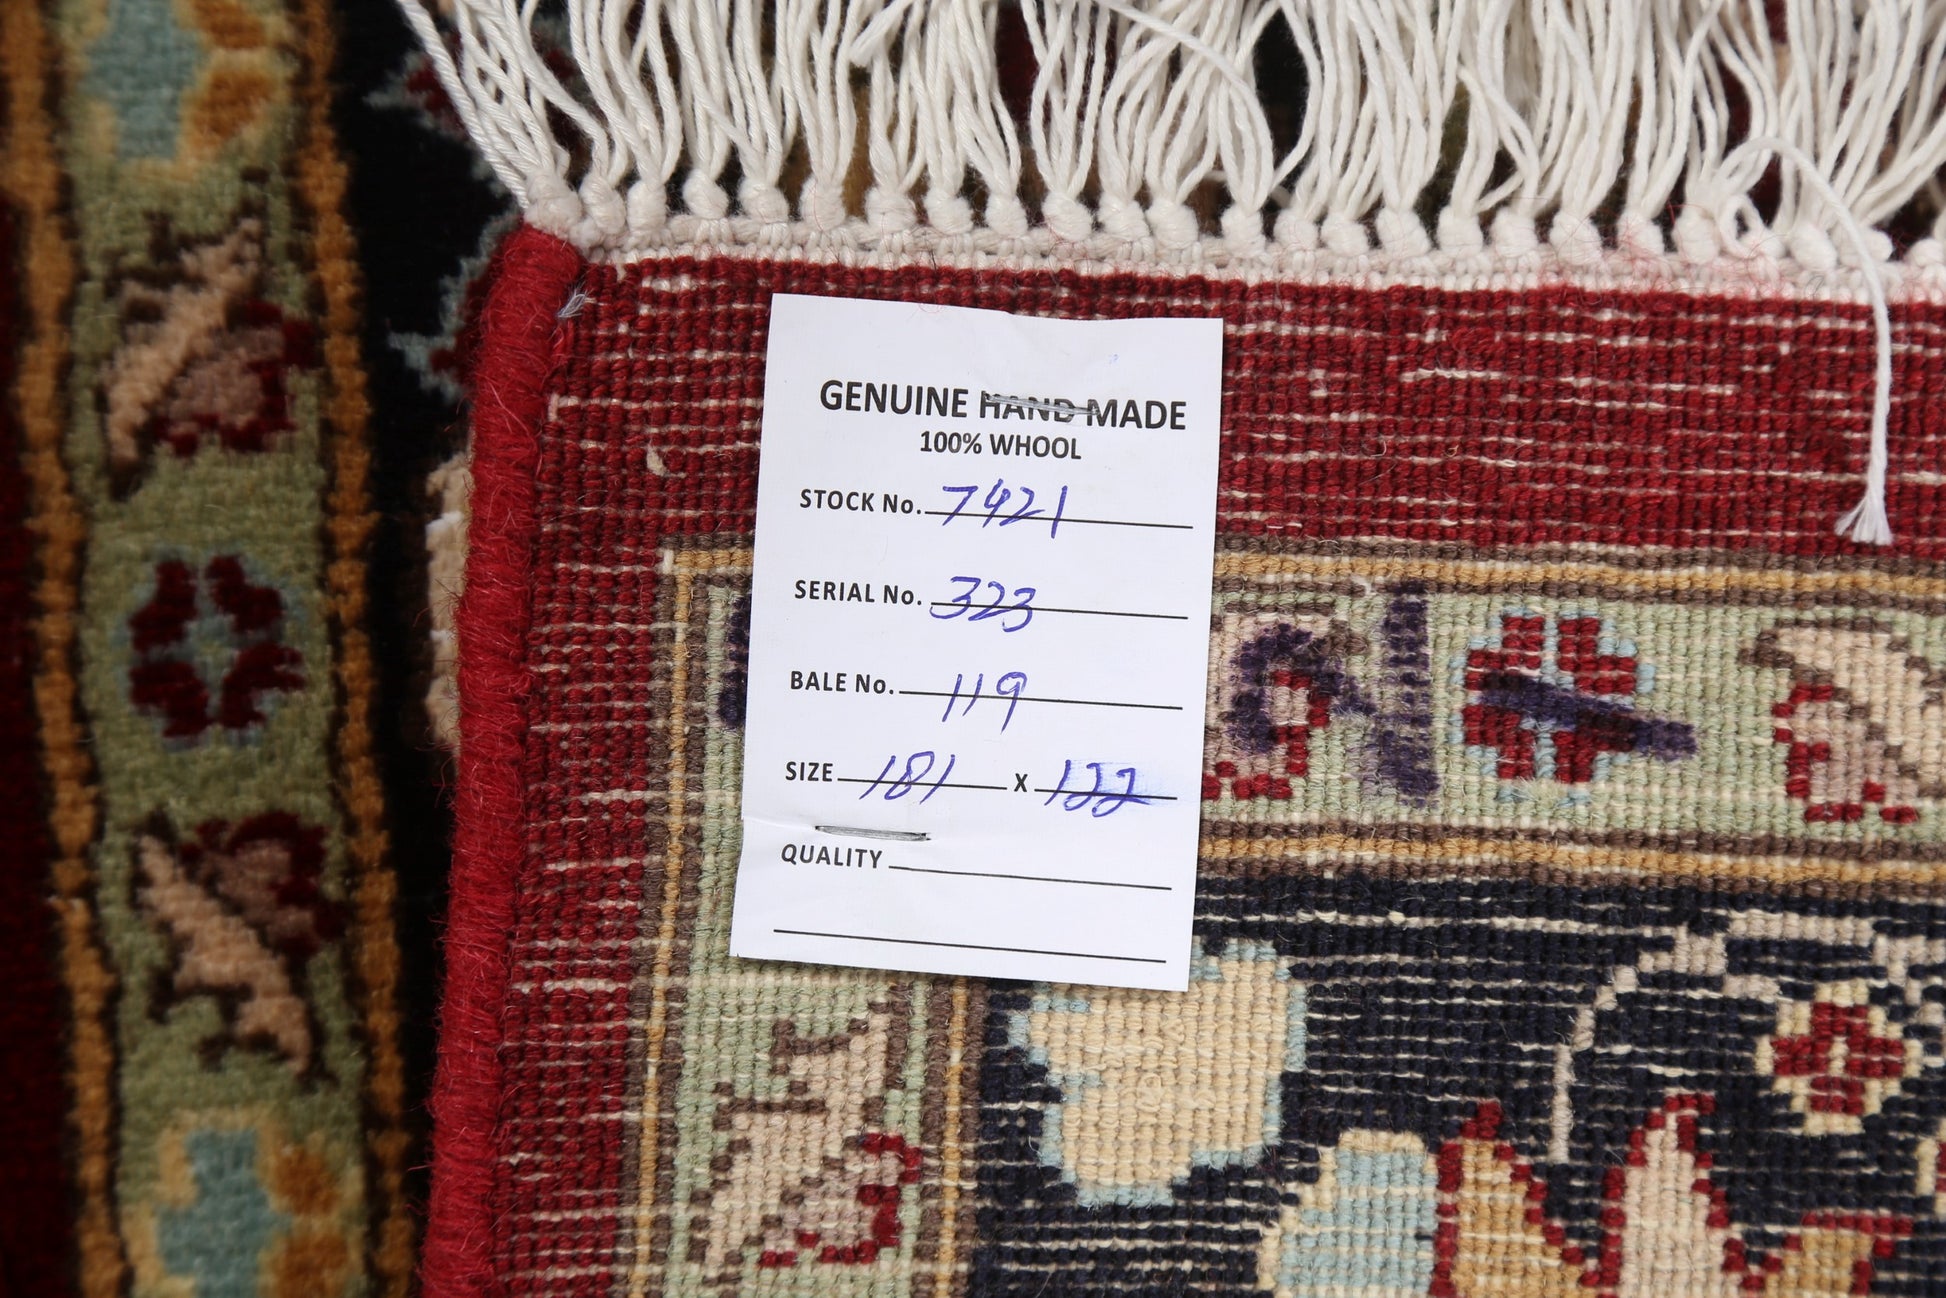 GENUINE HAND MADE
100% WHOOL
STOCK No. 7421
SERIAL No. 323
BALE No. 119
SIZE 181 X 122
QUALITY